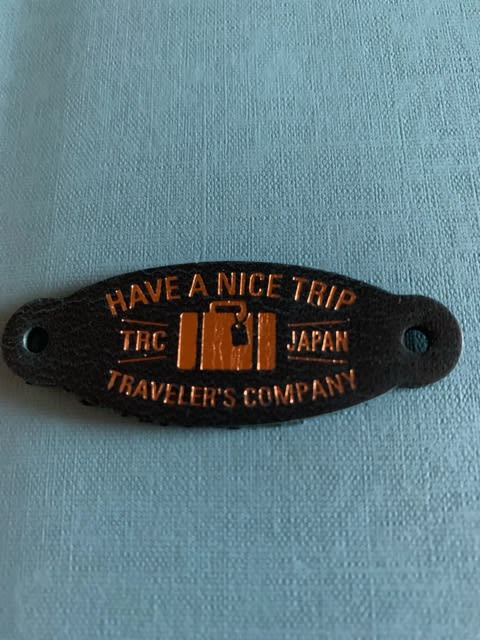 HAVE A NICE TRIP
TRC JAPAN
TRAVELER'S COMPANY